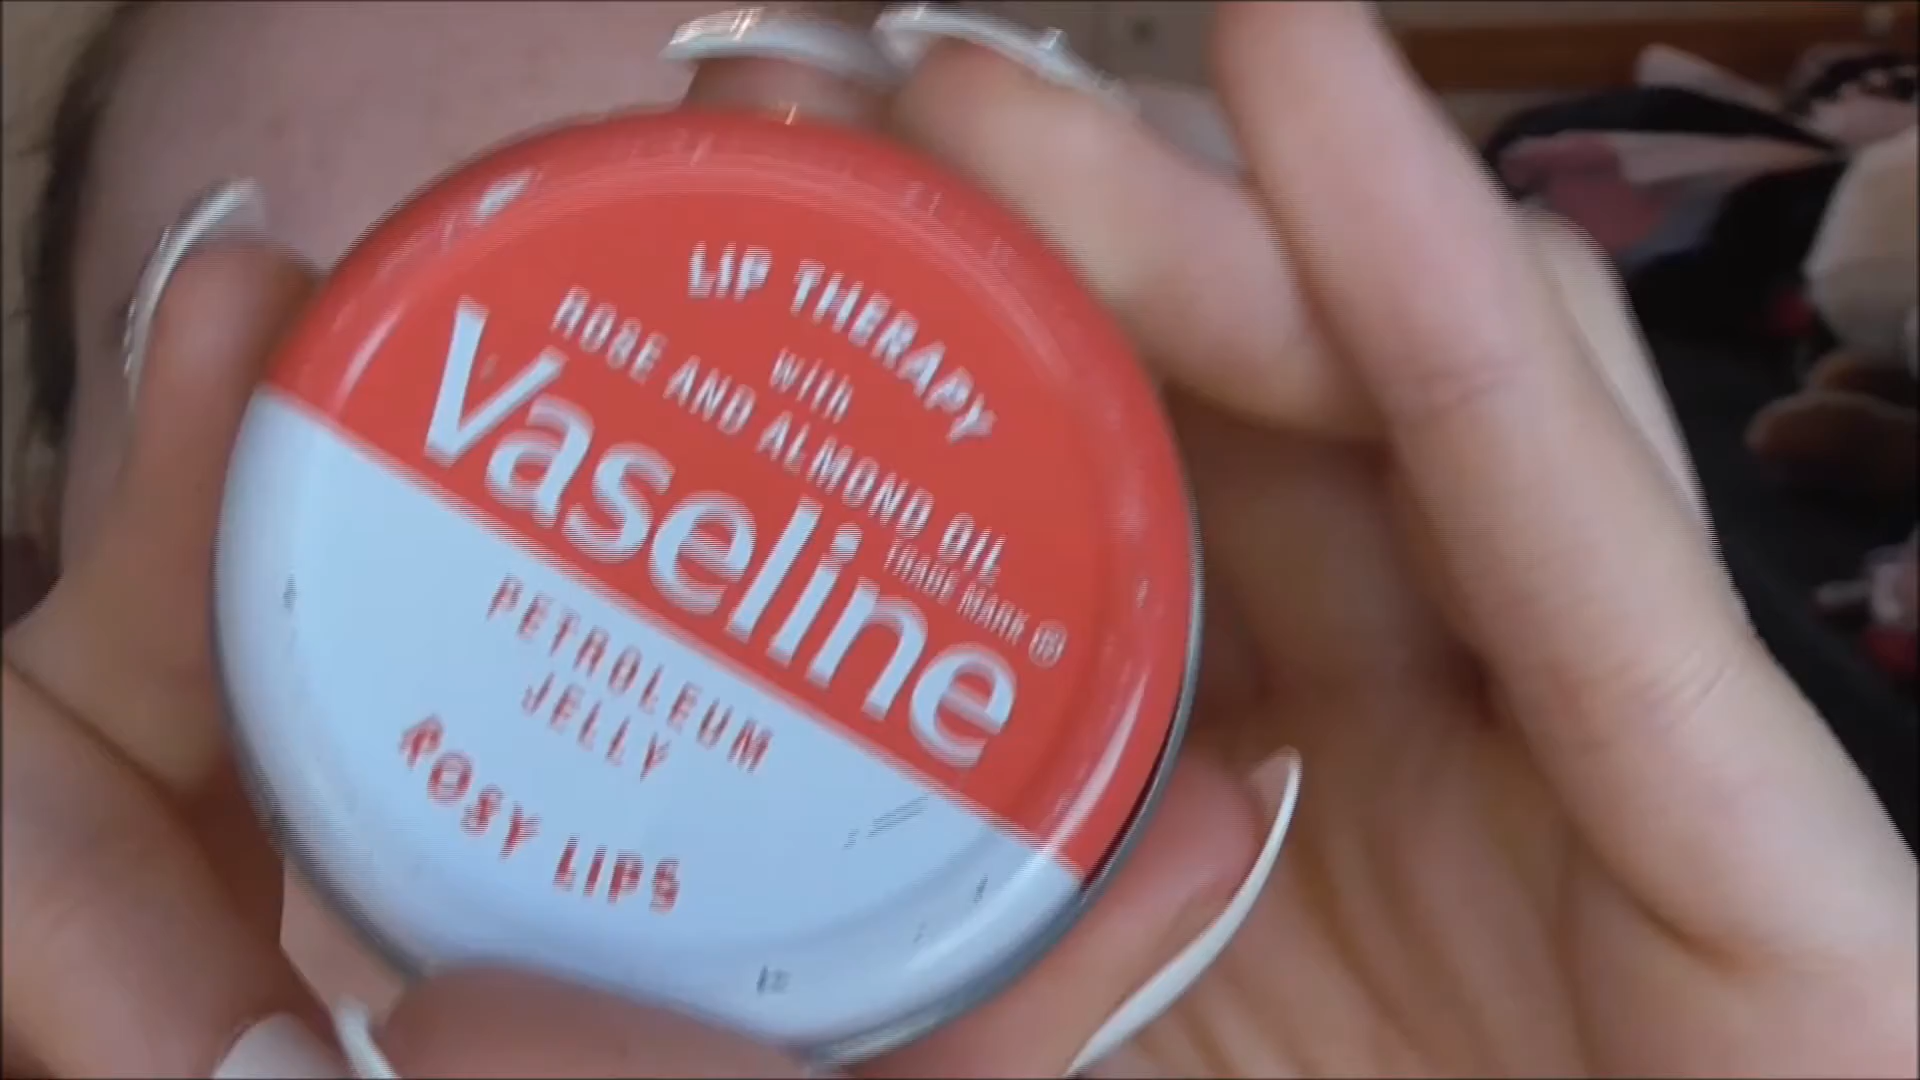 LIP THERAPY
with
ROSE AND ALMOND OIL
Vaseline
TRADE MARK ®
PETROLEUM
JELLY
ROSY LIPS